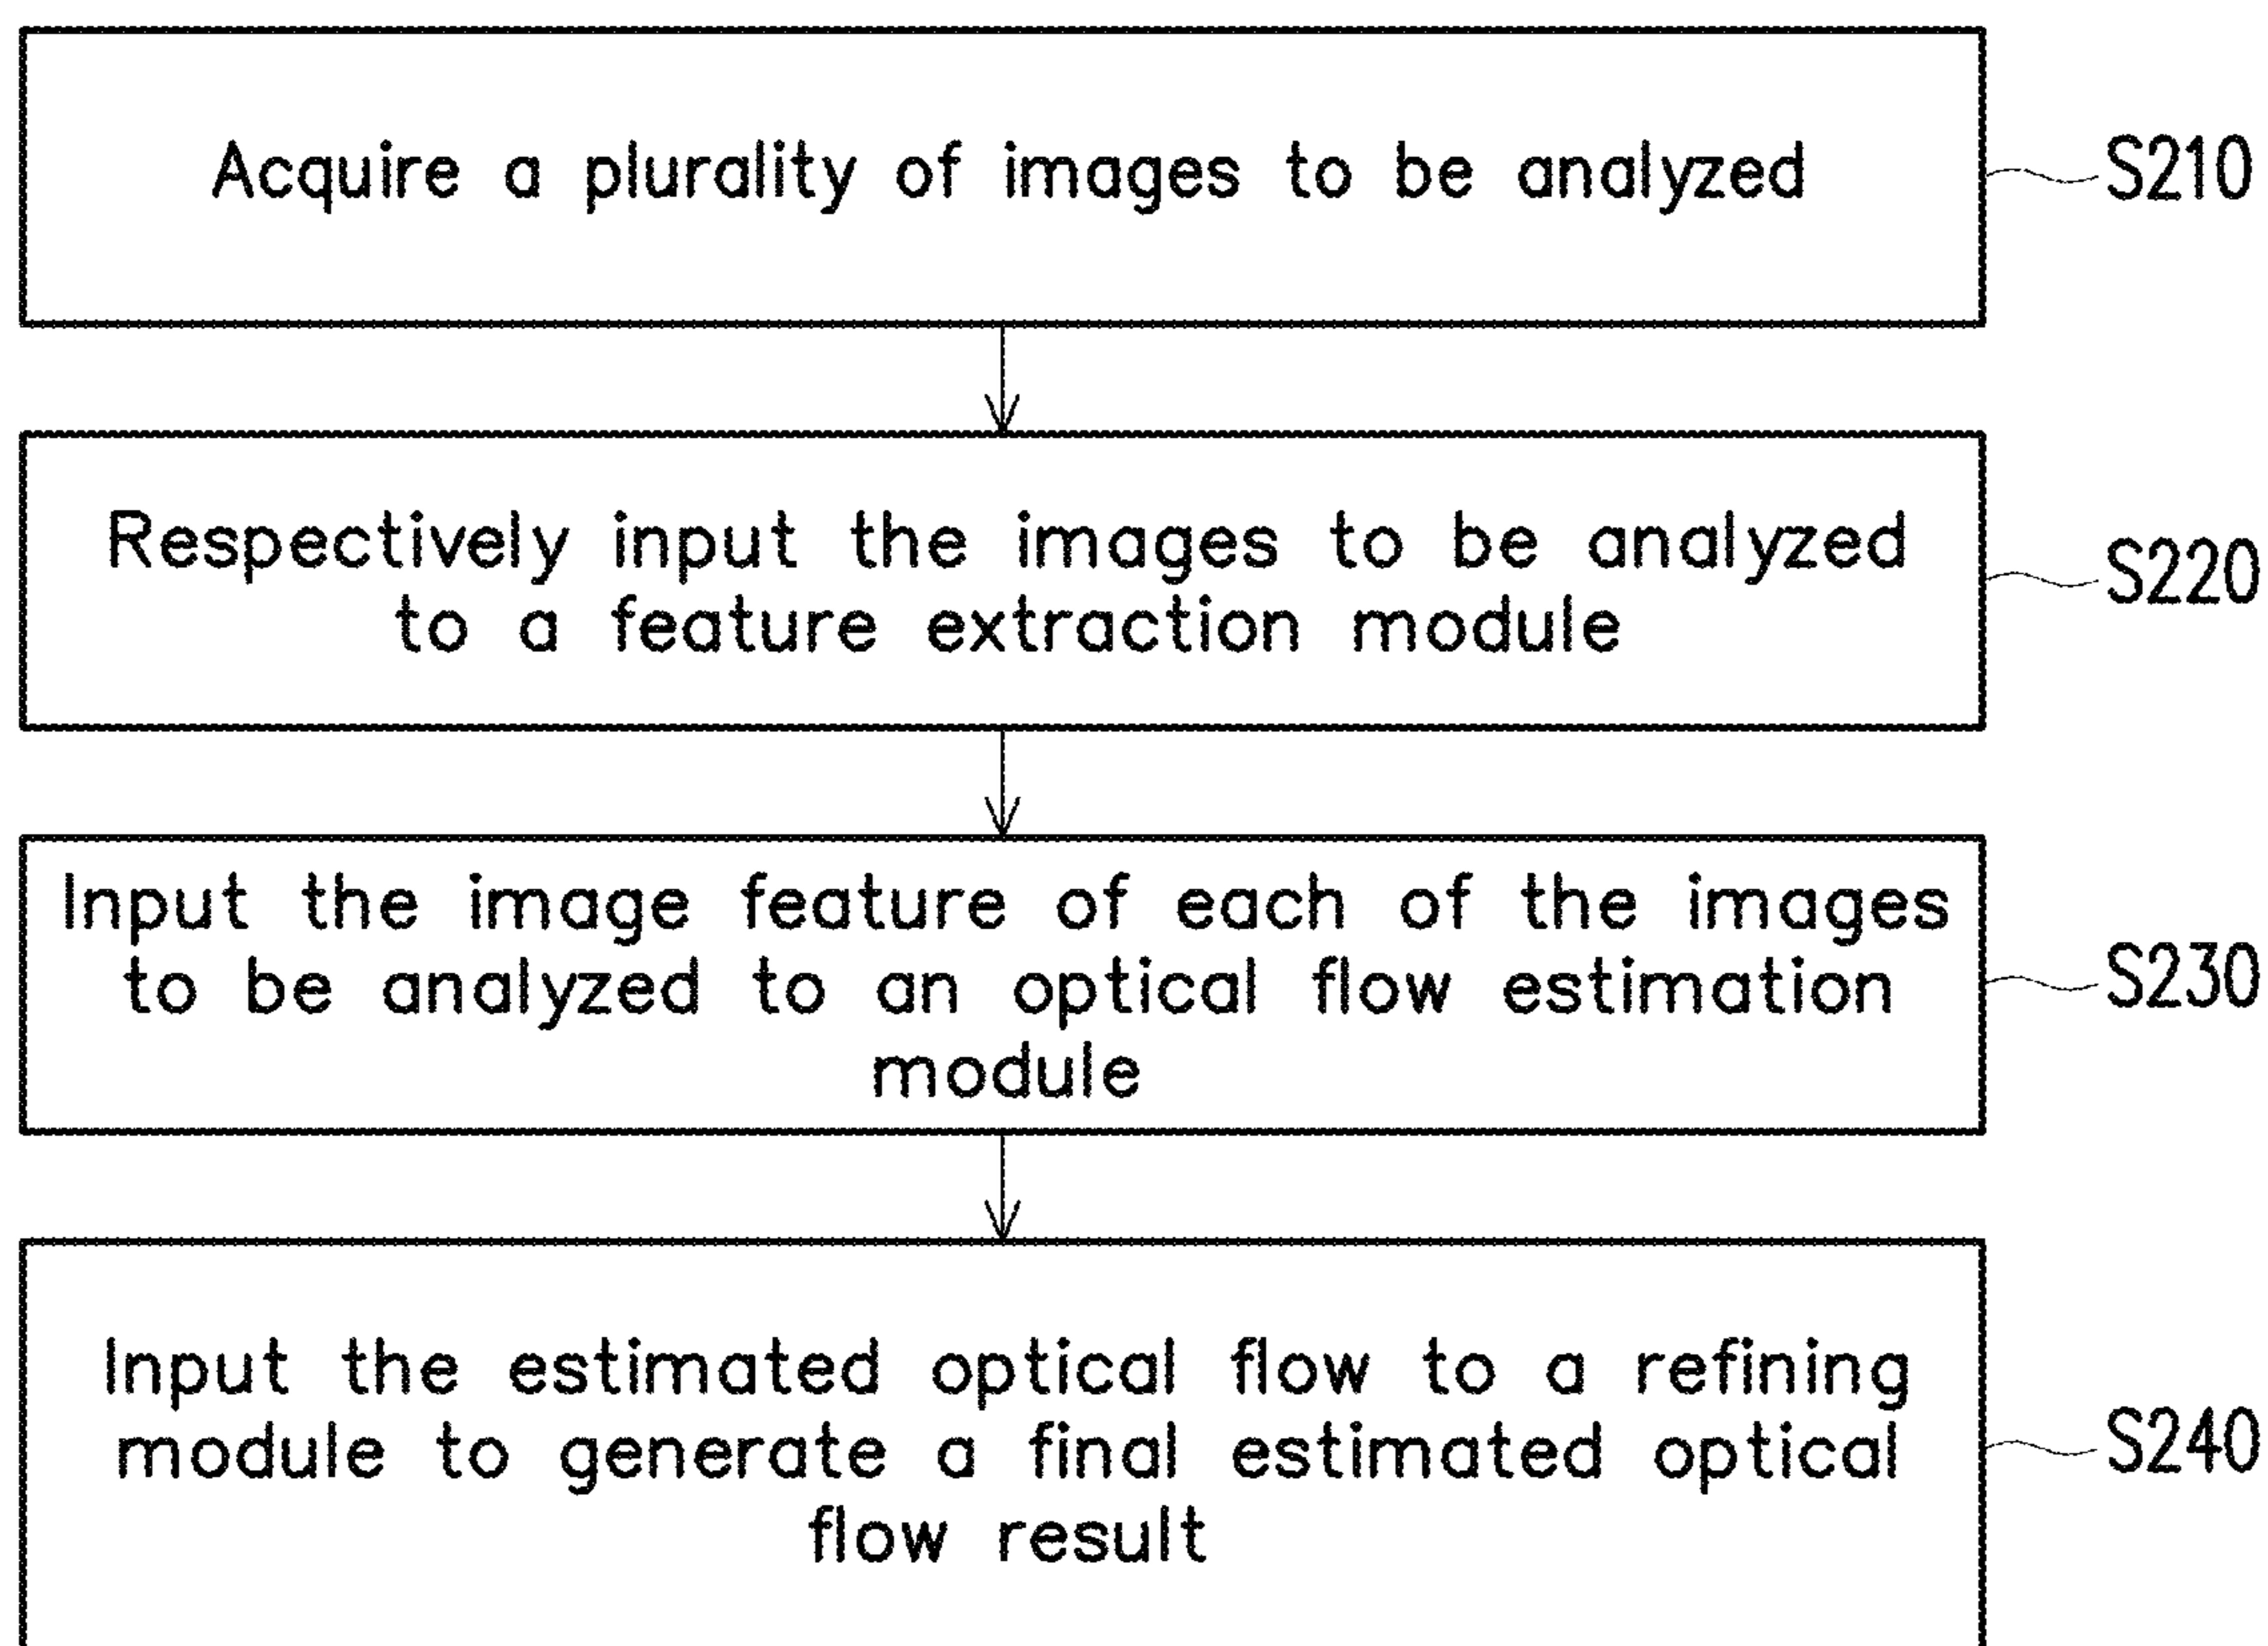 Acquire a plurality of images to be analyzed
S210
Respectively input the images to be analyzed
to a feature extraction module
S220
Input the image feature of each of the images
to be analyzed to an optical flow estimation
module
S230
Input the estimated optical flow to a refining
module to generate a final estimated optical
flow result
S240